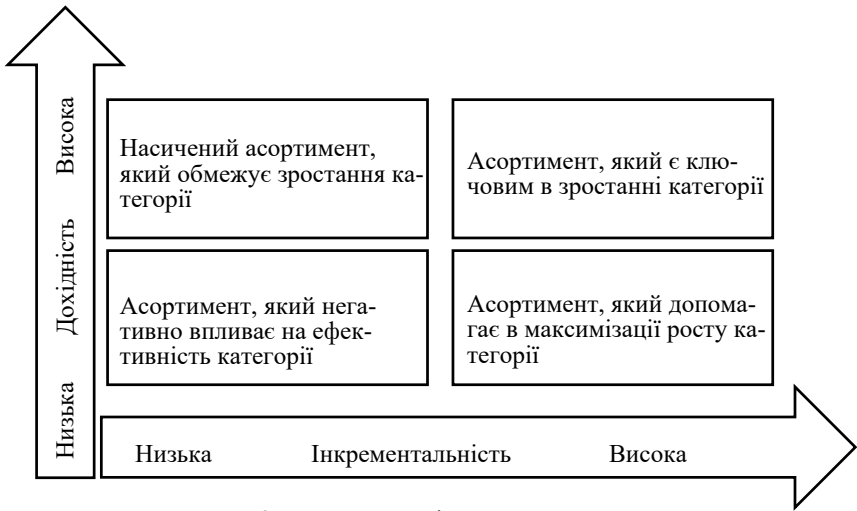 Висока
Дохідність
Низька
Насичений асортимент,
який обмежує зростання ка-
тегорії
Асортимент, який є клю-
човим в зростанні категорії
Асортимент, який нега-
тивно впливає на ефек-
тивність категорії
Асортимент, який допома-
гає в максимізації росту ка-
тегорії
Низька Інкрементальність Висока